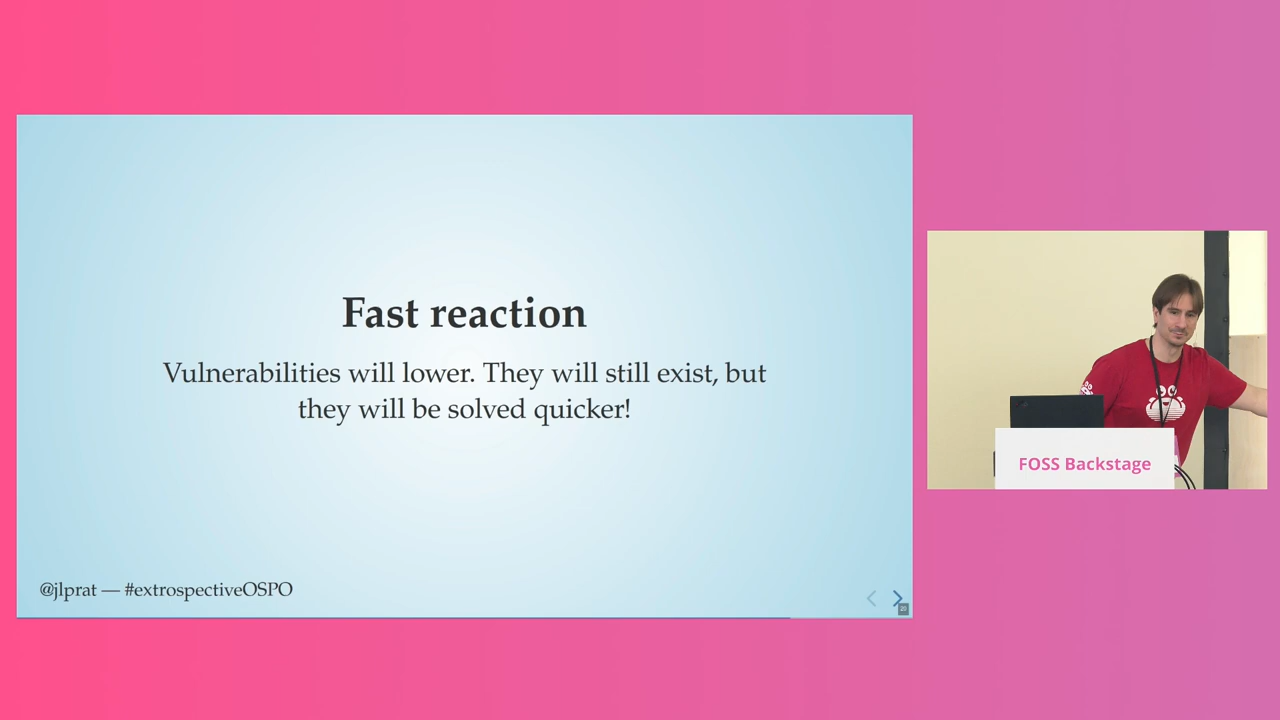 Fast reaction
Vulnerabilities will lower. They will still exist, but
they will be solved quicker!
@jlprat — #extrospectiveOSPO
20
FOSS Backstage